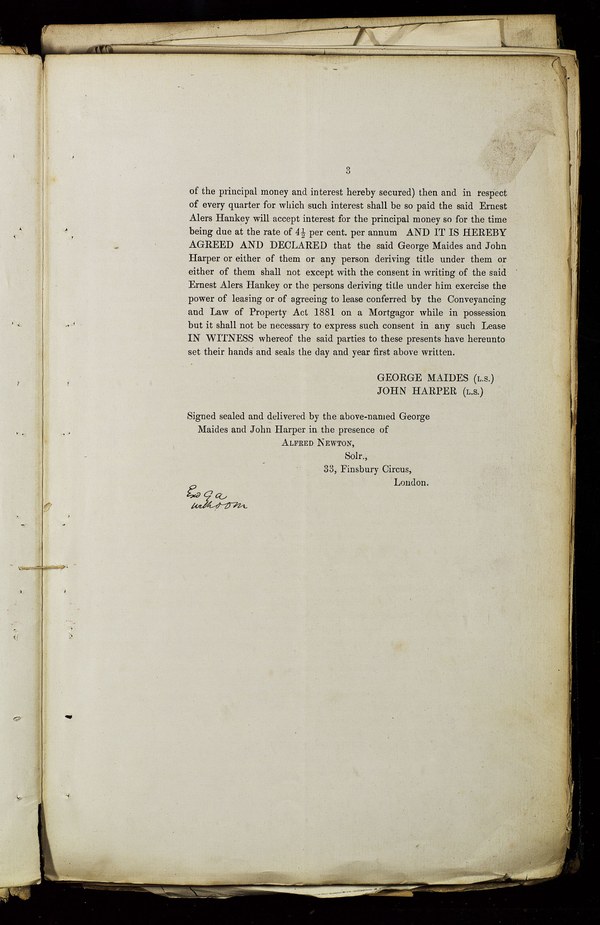 3
of the principal money and interest hereby secured) then and in respect
of every quarter for which such interest shall be so paid the said Ernest
Alers Hankey will accept interest for the principal money so for the time
being due at the rate of 4½ per cent. per annum AND IT IS HEREBY
AGREED AND DECLARED that the said George Maides and John
Harper or either of them or any person deriving title under them or
either of them shall not except with the consent in writing of the said
Ernest Alers Hankey or the persons deriving title under him exercise the
power of leasing or of agreeing to lease conferred by the Conveyancing
and Law of Property Act 1881 on a Mortgagor while in possession
but it shall not be necessary to express such consent in any such Lease
IN WITNESS whereof the said parties to these presents have hereunto
set their hands and seals the day and year first above written.
GEORGE MAIDES (L.S.)
JOHN HARPER (L.S.)
Signed sealed and delivered by the above-named George
Maides and John Harper in the presence of
ALFRED NEWTON,
Solr.,
33, Finsbury Circus,
London.